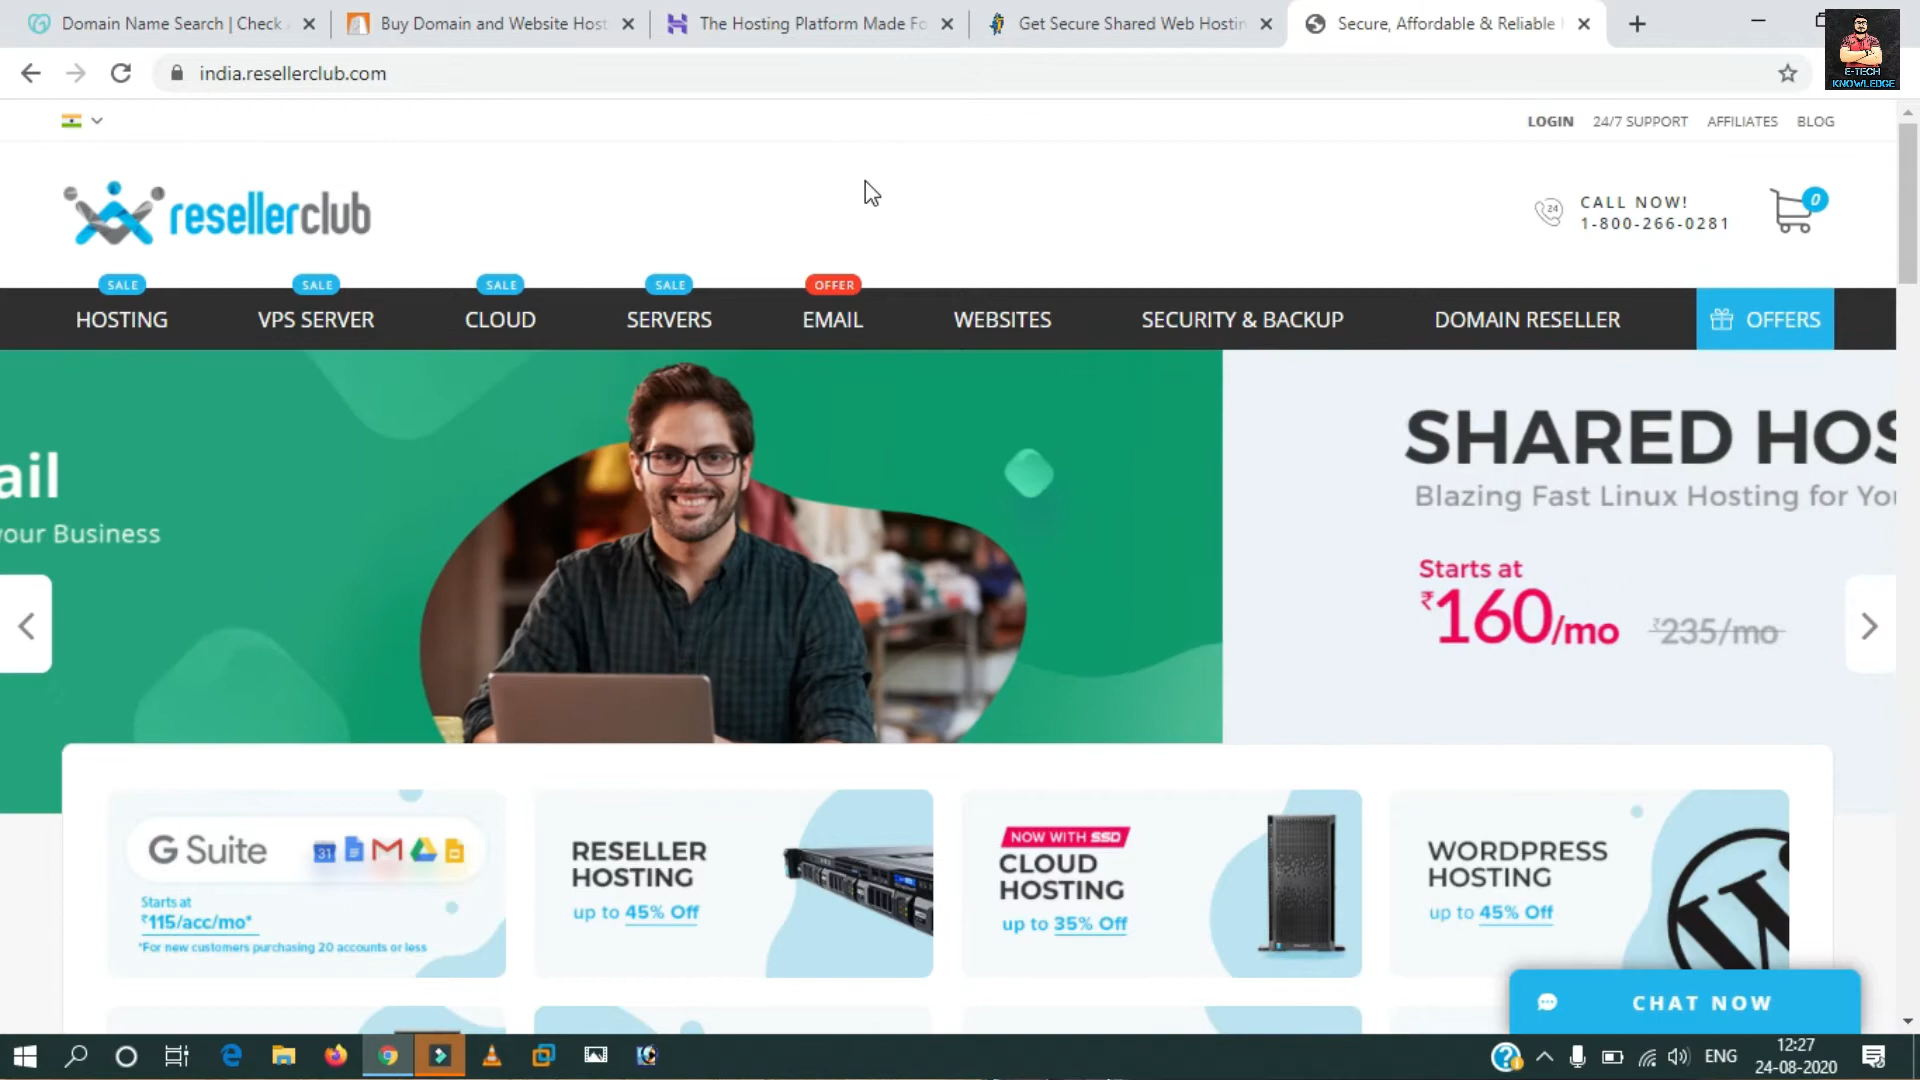 Domain Name Search | Check
Buy Domain and Website Host
The Hosting Platform Made Fo
Get Secure Shared Web Hostin
Secure, Affordable & Reliable
india.resellerclub.com
E-TECH
KNOWLEDGE
LOGIN 24/7 SUPPORT AFFILIATES BLOG
resellerclub
CALL NOW!
1-800-266-0281
0
SALE SALE SALE SALE OFFER
HOSTING VPS SERVER CLOUD SERVERS EMAIL WEBSITES SECURITY & BACKUP DOMAIN RESELLER OFFERS
ail
your Business
SHARED HOS
Blazing Fast Linux Hosting for You
Starts at
₹160/mo ₹235/mo
G Suite
31
Starts at
₹115/acc/mo*
*For new customers purchasing 20 accounts or less
RESELLER
HOSTING
up to 45% Off
NOW WITH SSD
CLOUD
HOSTING
up to 35% Off
WORDPRESS
HOSTING
up to 45% Off
CHAT NOW
ENG
12:27
24-08-2020